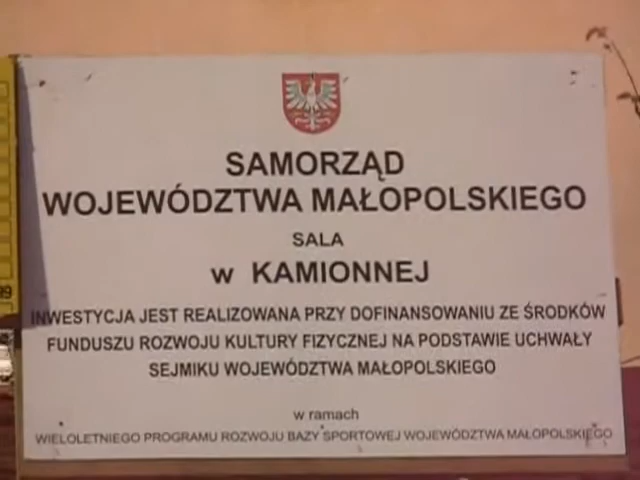 SAMORZĄD
WOJEWÓDZTWA MAŁOPOLSKIEGO
SALA
w KAMIONNEJ
INWESTYCJA JEST REALIZOWANA PRZY DOFINANSOWANIU ZE ŚRODKÓW
FUNDUSZU ROZWOJU KULTURY FIZYCZNEJ NA PODSTAWIE UCHWAŁY
SEJMIKU WOJEWÓDZTWA MAŁOPOLSKIEGO
w ramach
WIELOLETNIEGO PROGRAMU ROZWOJU BAZY SPORTOWEJ WOJEWÓDZTWA MAŁOPOLSKIEGO